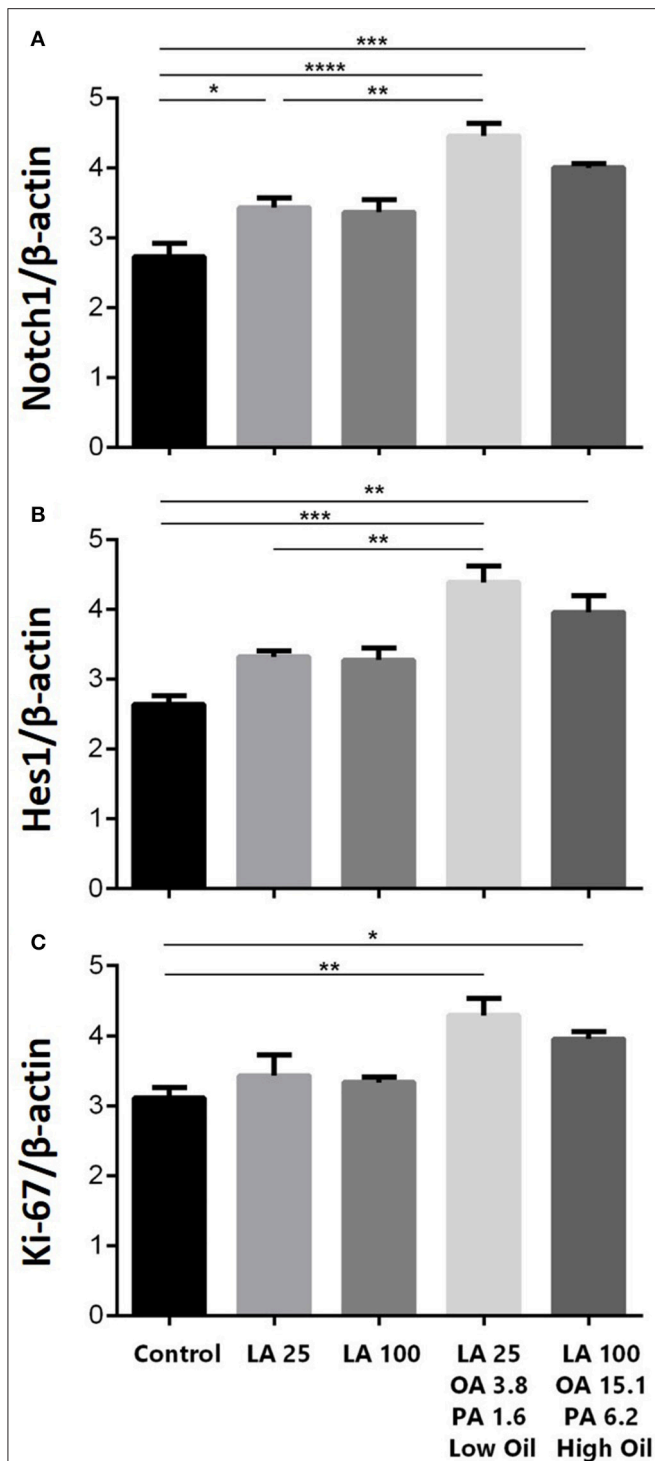 A
***
****
* **
Notch1/β-actin
5
4
3
2
1
0
B
**
***
**
Hes1/β-actin
5
4
3
2
1
0
C
*
**
Ki-67/β-actin
5
4
3
2
1
0
Control LA 25 LA 100 LA 25 LA 100
OA 3.8 OA 15.1
PA 1.6 PA 6.2
Low Oil High Oil